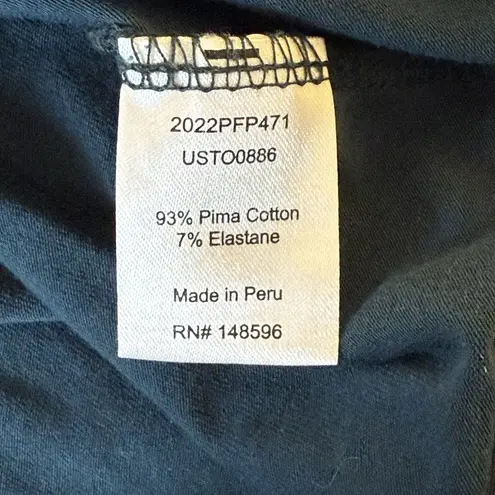 2022PFP471
USTO0886
93% Pima Cotton
7% Elastane
Made in Peru
RN# 148596